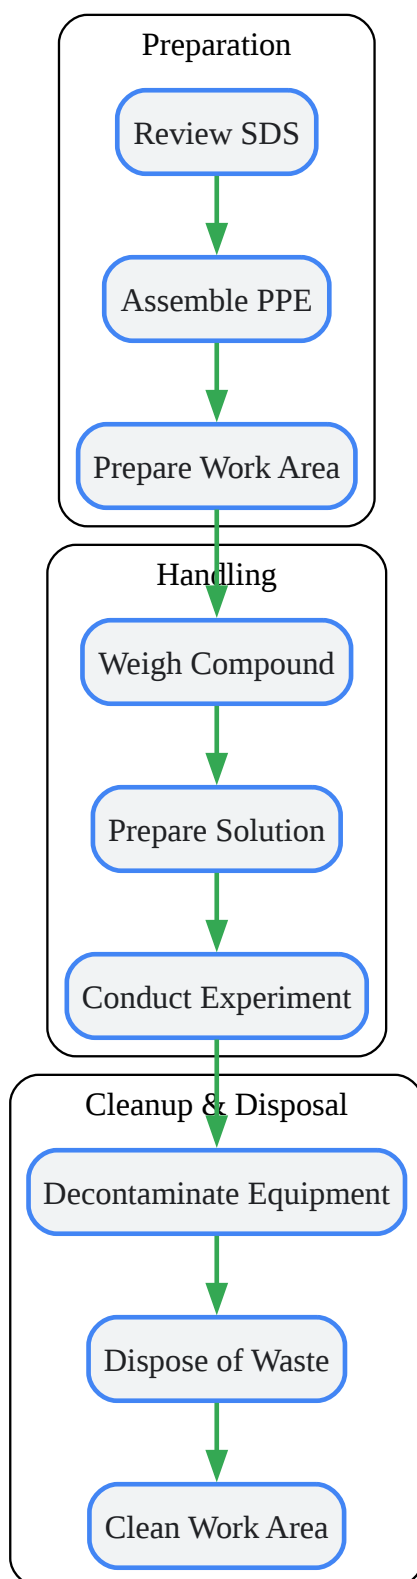 Preparation
Review SDS
Assemble PPE
Prepare Work Area
Handling
Weigh Compound
Prepare Solution
Conduct Experiment
Cleanup & Disposal
Decontaminate Equipment
Dispose of Waste
Clean Work Area